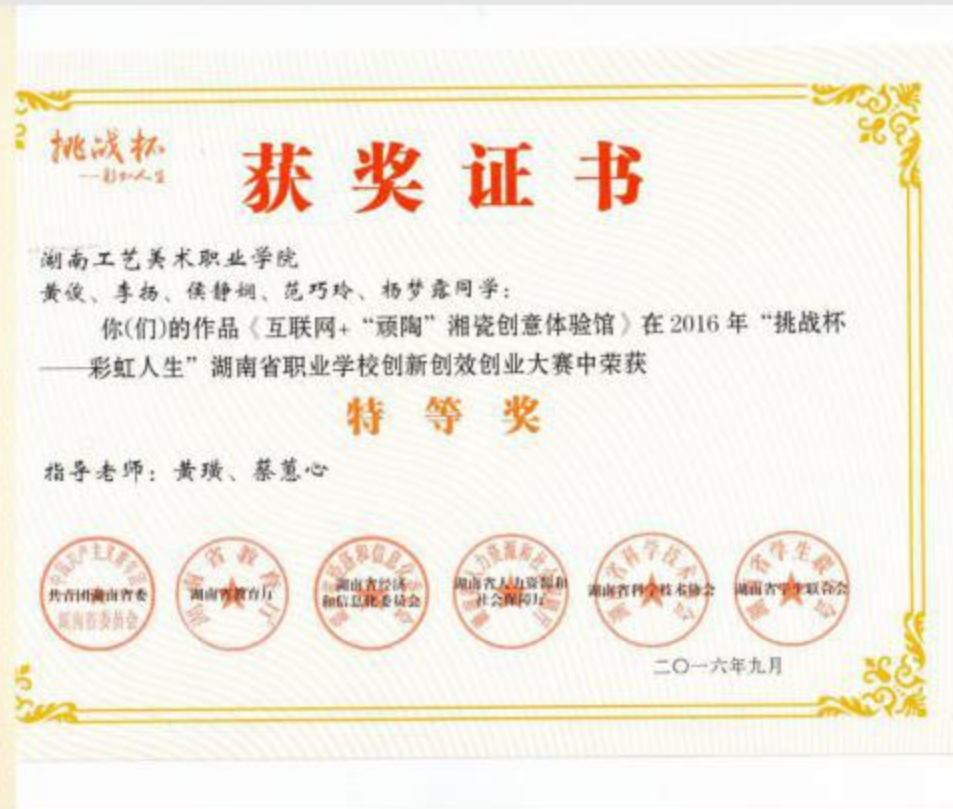 挑战杯
——彩虹人生
获奖证书
湖南工艺美术职业学院
黄俊、李扬、侯静娴、范巧玲、杨梦露同学：
你(们)的作品《互联网+“顽陶”湘瓷创意体验馆》在2016年“挑战杯
——彩虹人生”湖南省职业学校创新创效创业大赛中荣获
特等奖
指导老师：黄璜、蔡蕙心
共青团湖南省委
湖南省教育厅
湖南省经济
和信息化委员会
湖南省人力资源和
社会保障厅
湖南省科学技术协会
湖南省学生联合会
二〇一六年九月